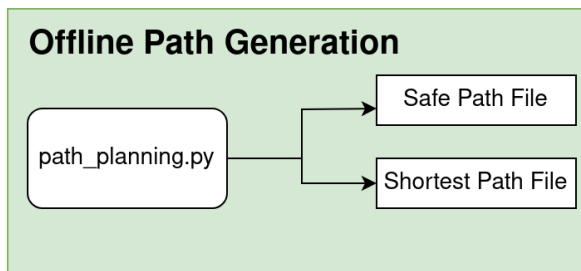 Offline Path Generation
path_planning.py
Safe Path File
Shortest Path File